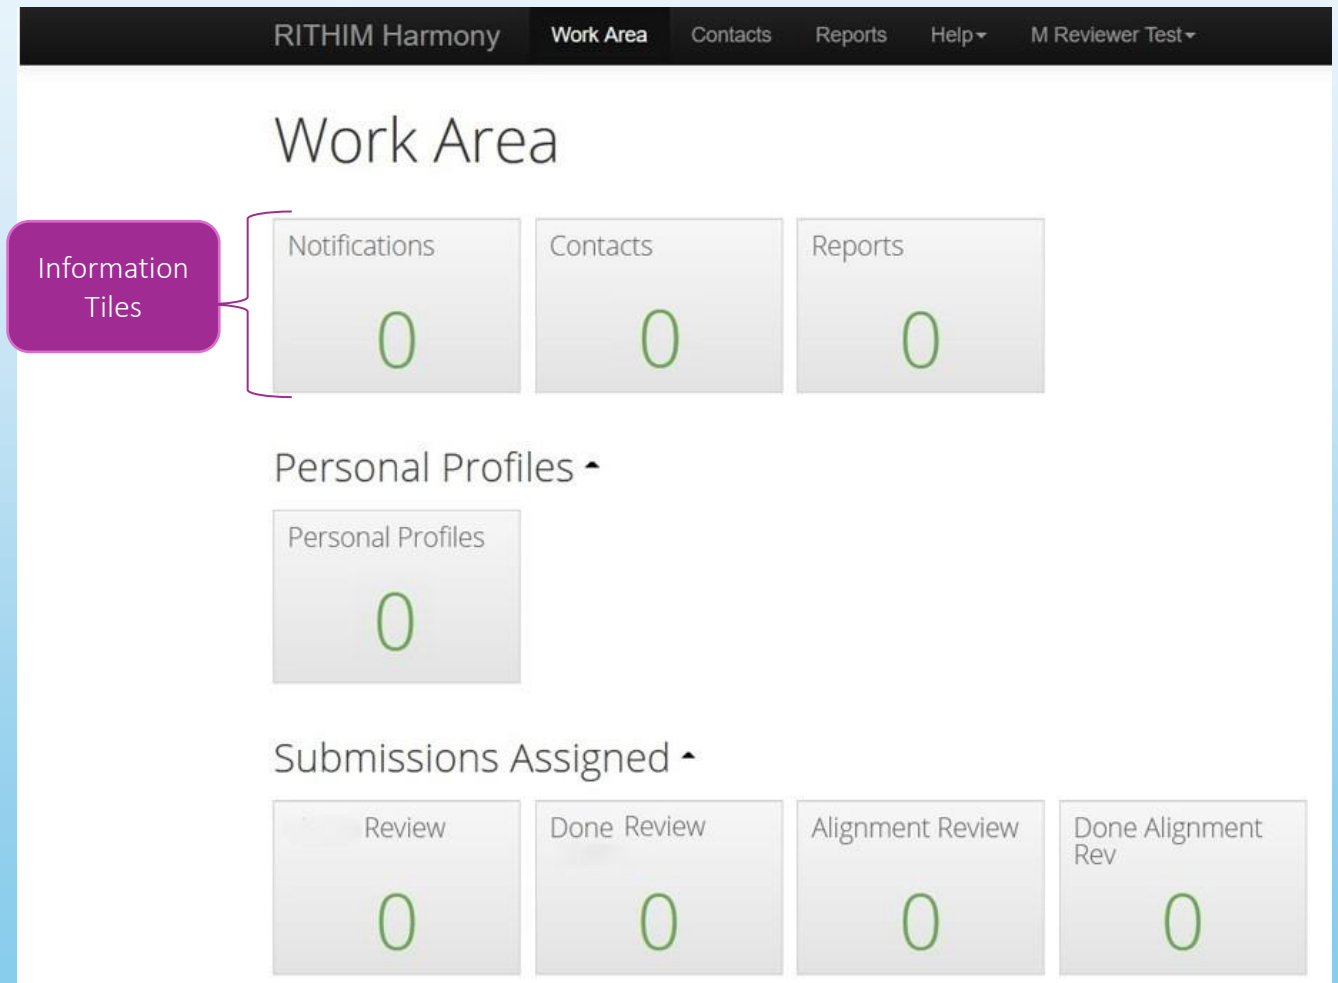 RITHIM Harmony Work Area Contacts Reports Help M Reviewer Test
Work Area
Information
Tiles
Notifications Contacts Reports
0 0 0
Personal Profiles
Personal Profiles
0
Submissions Assigned
Review Done Review Alignment Review Done Alignment
Rev
0 0 0 0